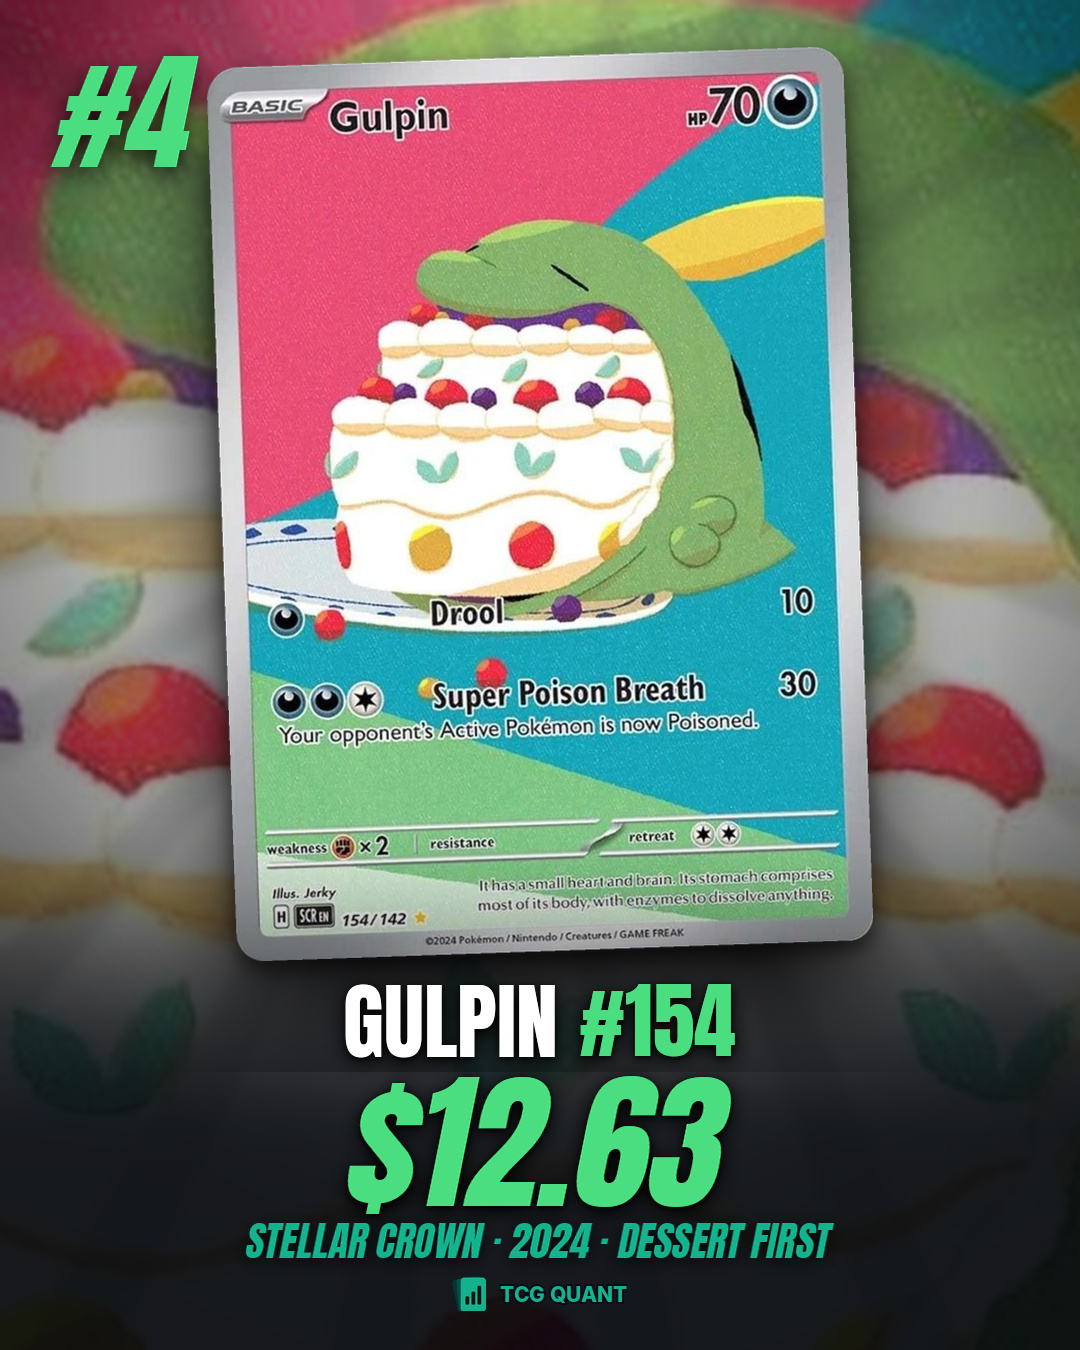 #4
BASIC Gulpin HP 70
Drool 10
Super Poison Breath 30
Your opponent's Active Pokémon is now Poisoned.
weakness ×2 resistance retreat
It has a small heart and brain. Its stomach comprises
most of its body, with enzymes to dissolve anything.
Illus. Jerky
H SCR EN 154/142
©2024 Pokémon / Nintendo / Creatures / GAME FREAK
GULPIN #154
$12.63
STELLAR CROWN · 2024 · DESSERT FIRST
TCG QUANT